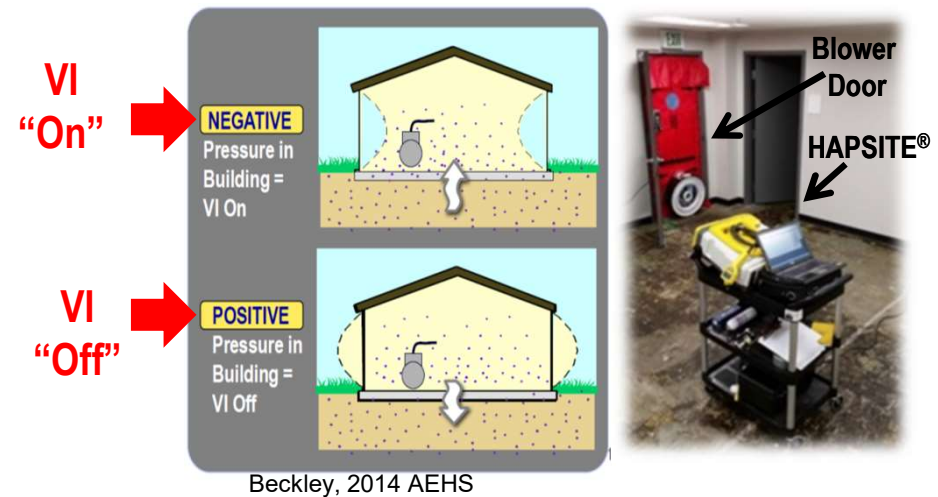 VI
“On”
NEGATIVE
Pressure in
Building =
VI On
VI
“Off”
POSITIVE
Pressure in
Building =
VI Off
EXIT
Blower
Door
HAPSITE®
Beckley, 2014 AEHS